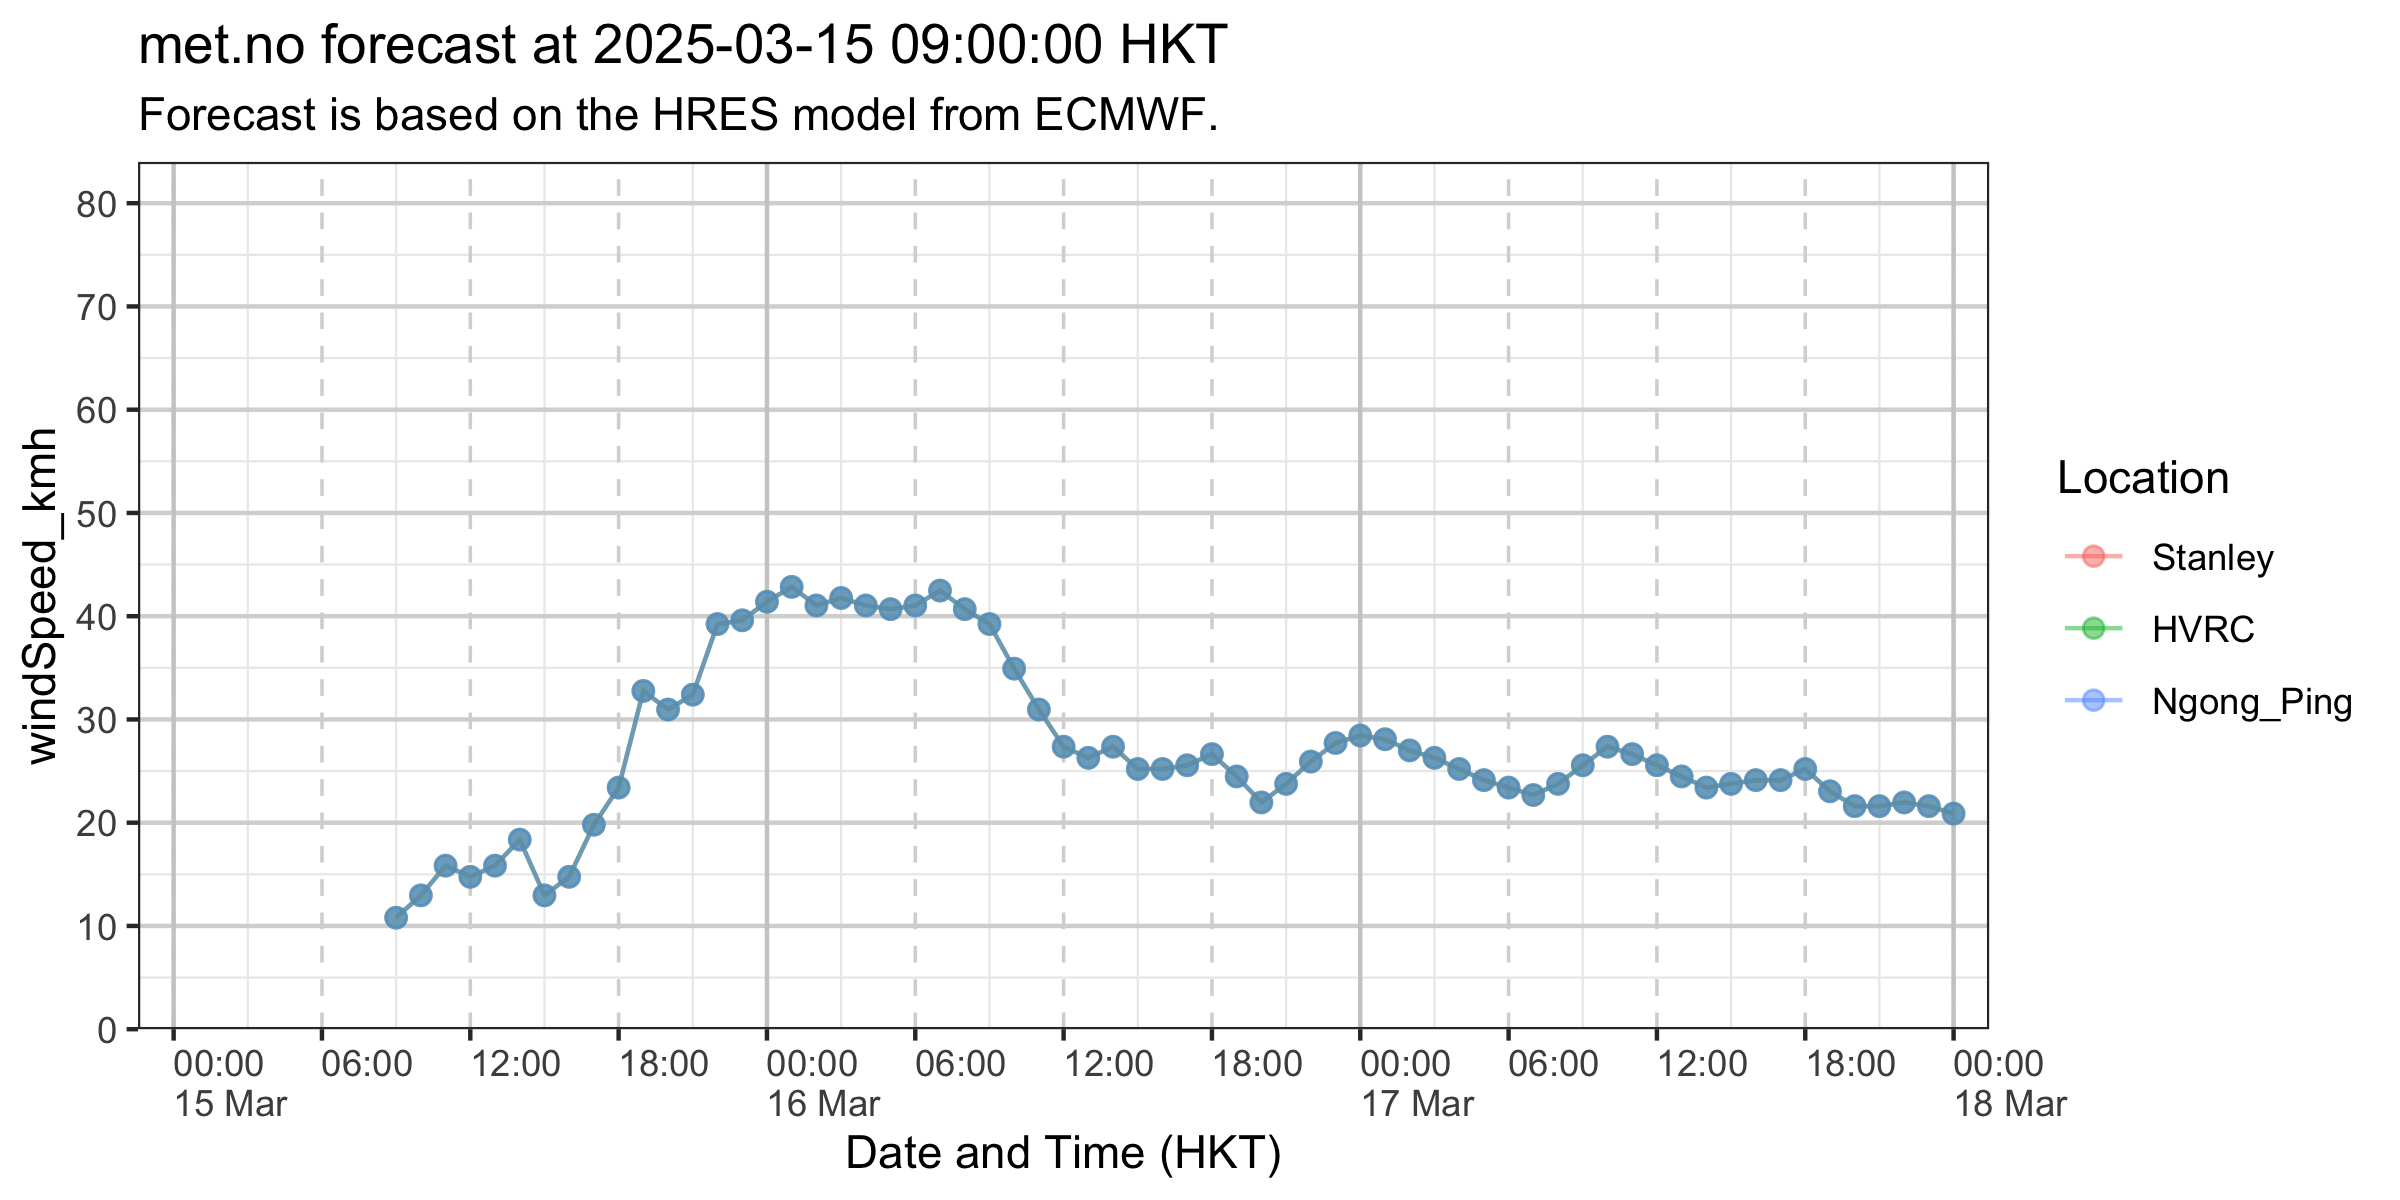 met.no forecast at 2025-03-15 09:00:00 HKT
Forecast is based on the HRES model from ECMWF.
windSpeed_kmh
80
70
60
50
40
30
20
10
0
00:00 06:00 12:00 18:00 00:00 06:00 12:00 18:00 00:00 06:00 12:00 18:00 00:00
15 Mar 16 Mar 17 Mar 18 Mar
Date and Time (HKT)
Location
Stanley
HVRC
Ngong_Ping